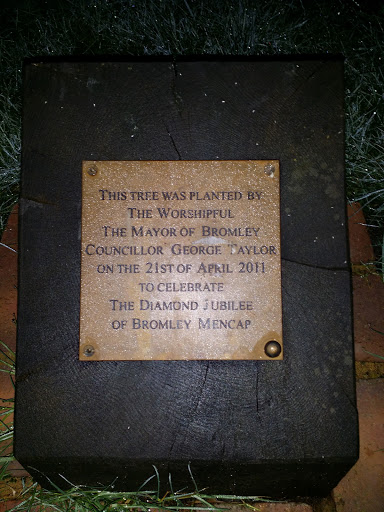 THIS TREE WAS PLANTED BY
THE WORSHIPFUL
THE MAYOR OF BROMLEY
COUNCILLOR GEORGE TAYLOR
ON THE 21ST OF APRIL 2011
TO CELEBRATE
THE DIAMOND JUBILEE
OF BROMLEY MENCAP